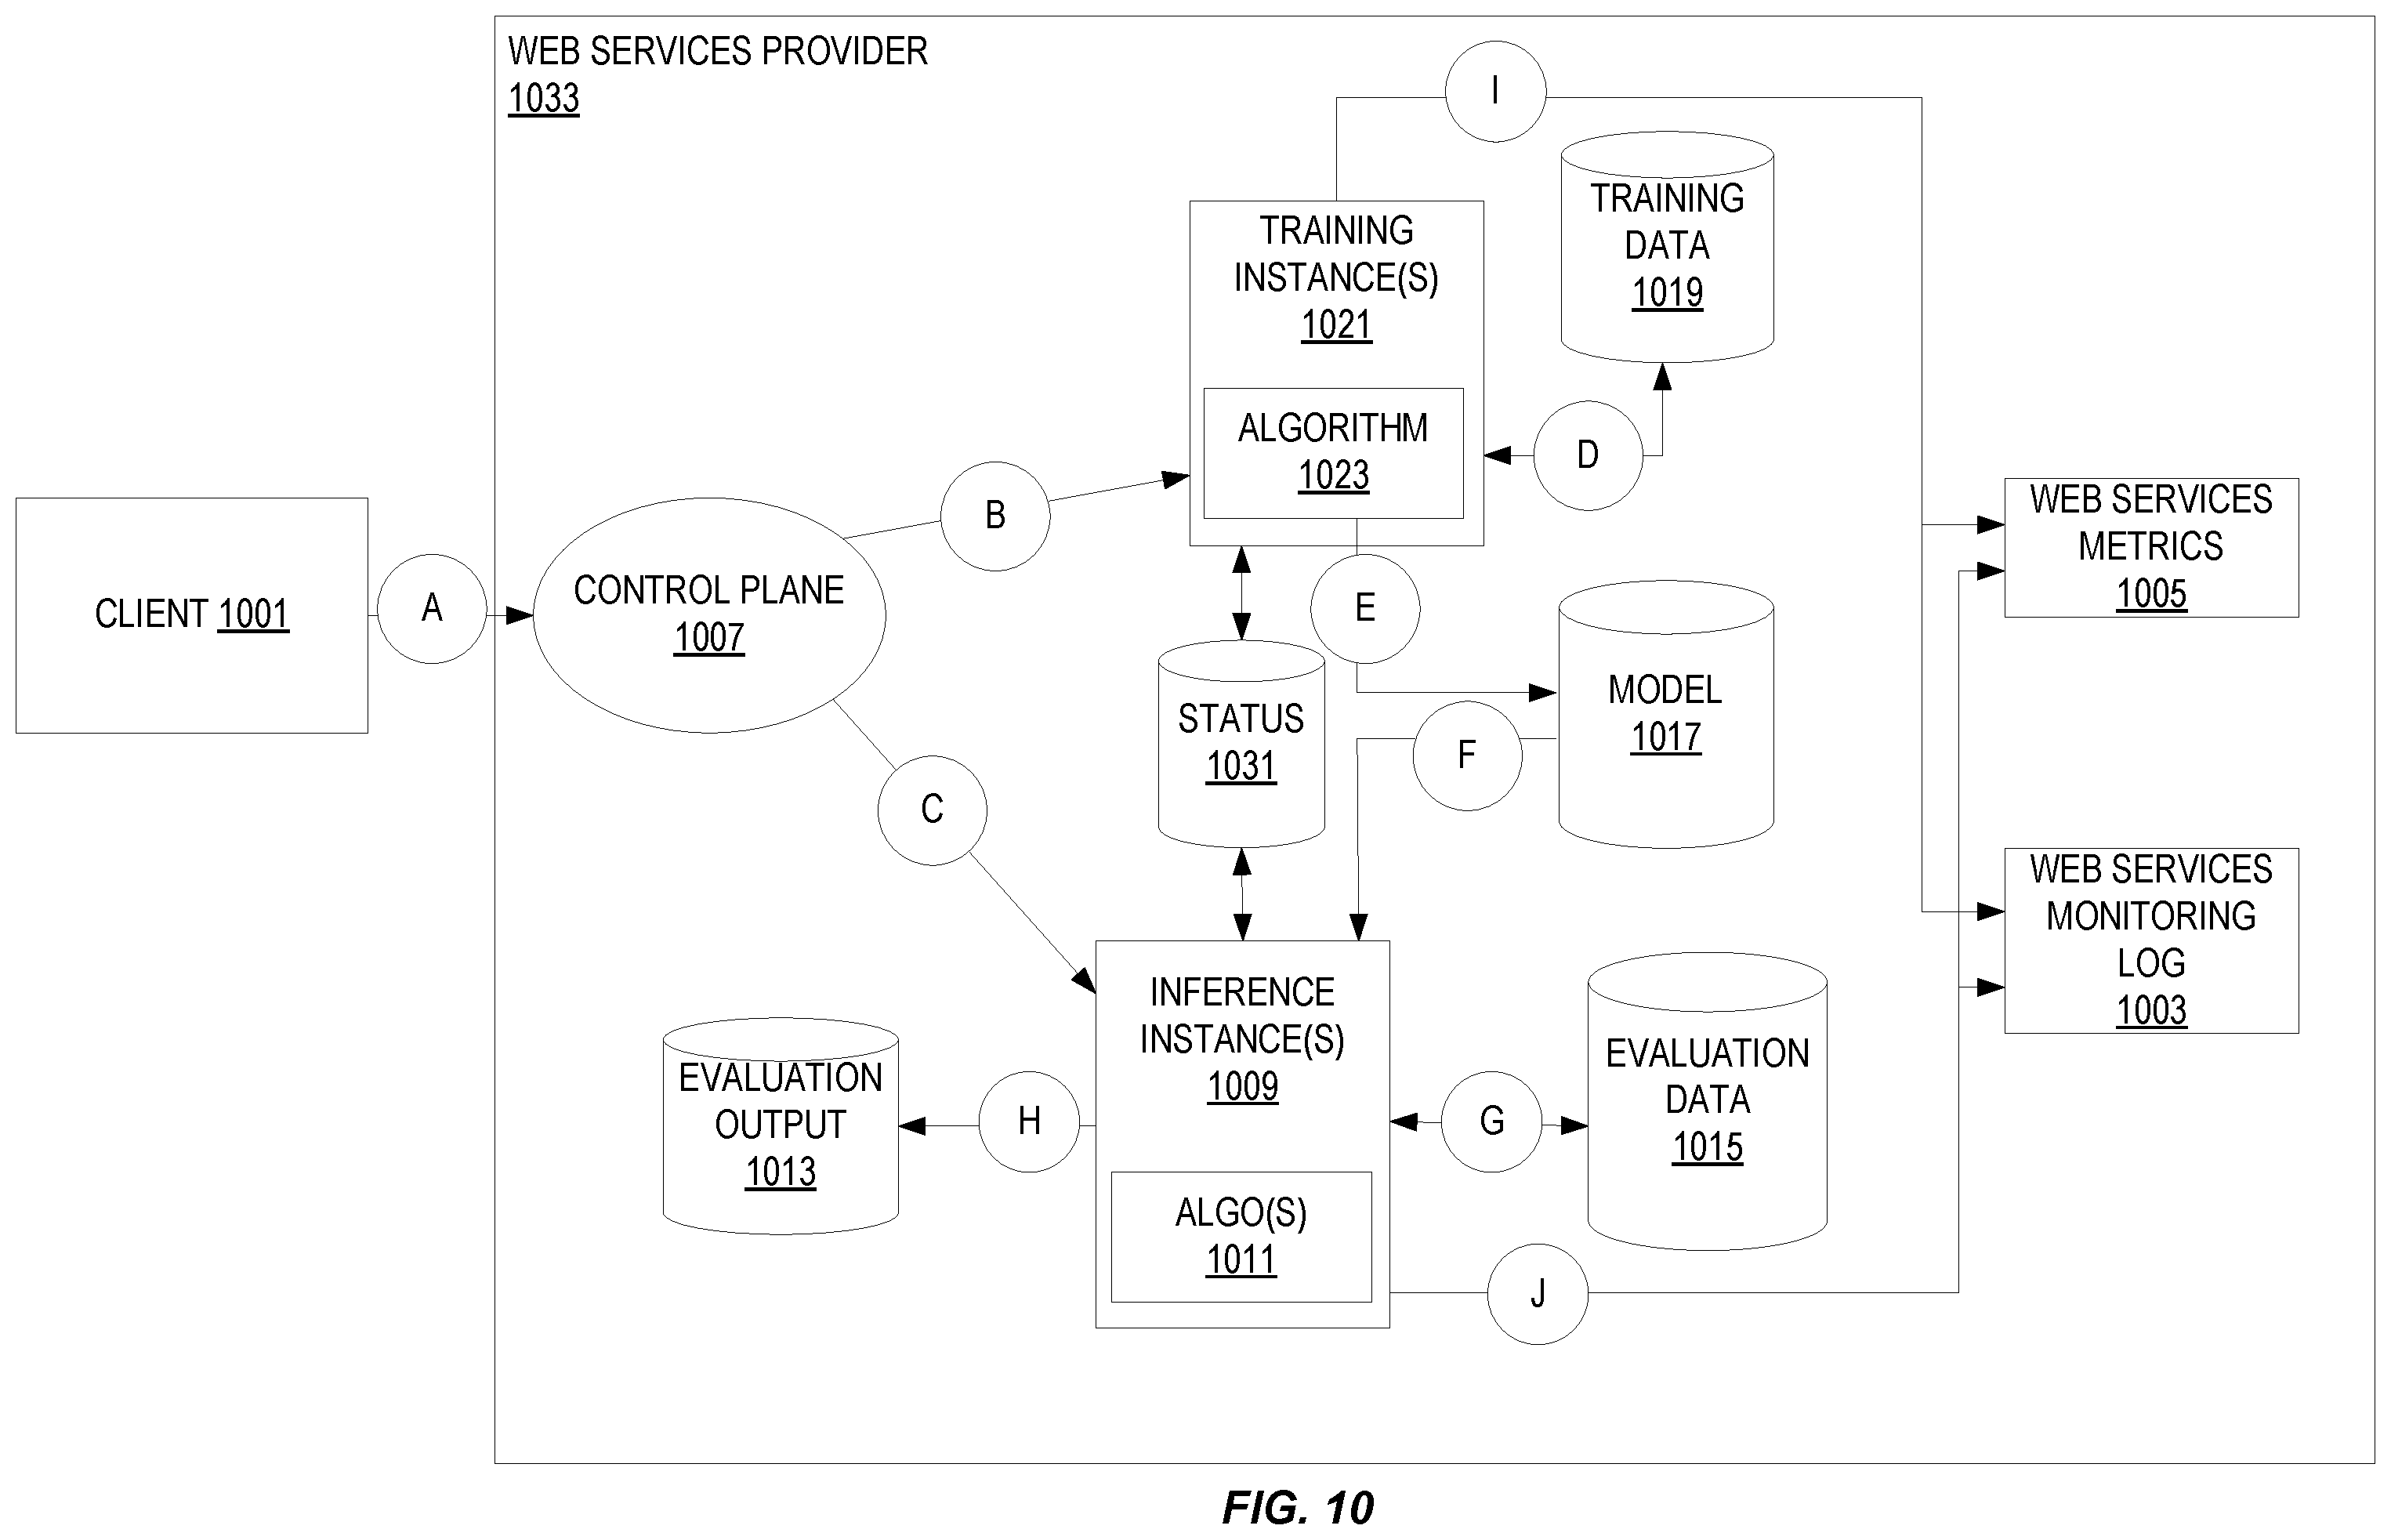 WEB SERVICES PROVIDER
1033
I
TRAINING
INSTANCE(S)
1021
TRAINING
DATA
1019
ALGORITHM
1023
D
B
WEB SERVICES
METRICS
1005
CLIENT 1001
A
CONTROL PLANE
1007
E
STATUS
1031
MODEL
1017
F
C
WEB SERVICES
MONITORING
LOG
1003
INFERENCE
INSTANCE(S)
1009
EVALUATION
OUTPUT
1013
H
G
EVALUATION
DATA
1015
ALGO(S)
1011
J
FIG. 10